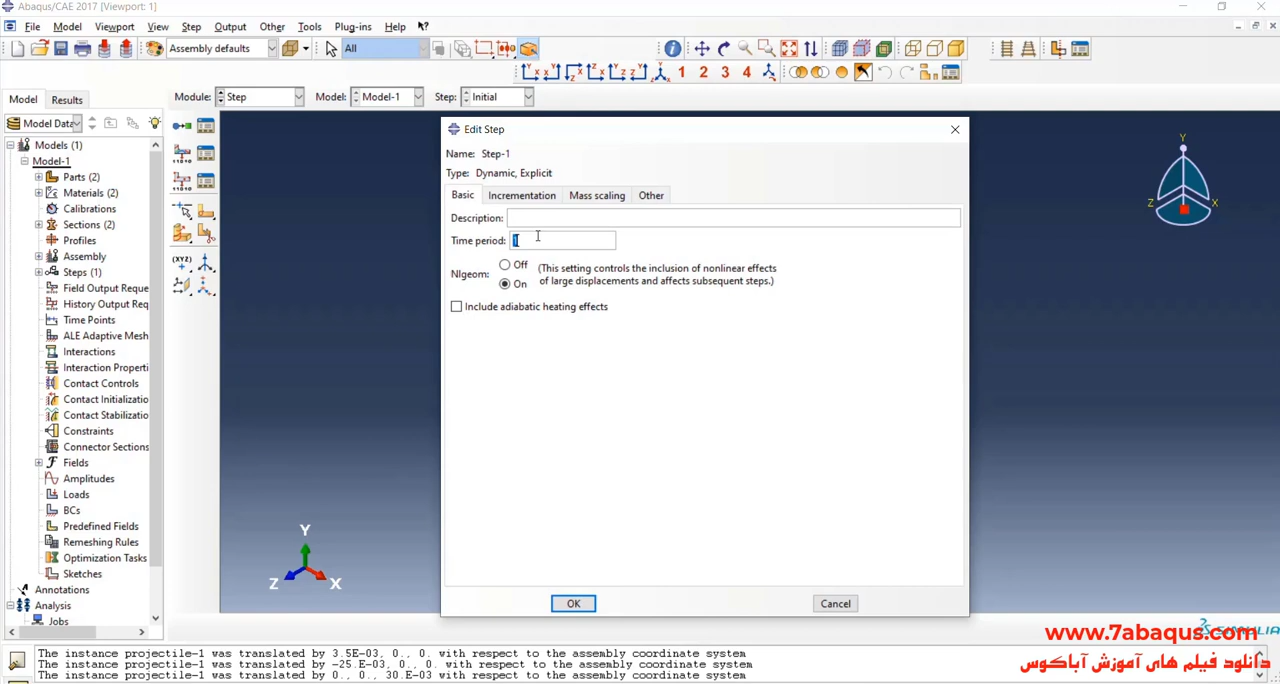 Abaqus/CAE 2017 [Viewport: 1]
File Model Viewport View Step Output Other Tools Plug-ins Help
Assembly defaults All
1 2 3 4
Model Results Module: Step Model: Model-1 Step: Initial
Model Data
Models (1)
Model-1
Parts (2)
Materials (2)
Calibrations
Sections (2)
Profiles
Assembly
Steps (1)
Field Output Reque
History Output Req
Time Points
ALE Adaptive Mesh
Interactions
Interaction Properti
Contact Controls
Contact Initializatio
Contact Stabilizatio
Constraints
Connector Sections
Fields
Amplitudes
Loads
BCs
Predefined Fields
Remeshing Rules
Optimization Tasks
Sketches
Annotations
Analysis
Jobs
Edit Step
Name: Step-1
Type: Dynamic, Explicit
Basic Incrementation Mass scaling Other
Description:
Time period: 1
Nlgeom: Off
On
(This setting controls the inclusion of nonlinear effects
of large displacements and affects subsequent steps.)
Include adiabatic heating effects
OK Cancel
Y
Z X
Y
Z X
The instance projectile-1 was translated by 3.5E-03, 0., 0. with respect to the assembly coordinate system
The instance projectile-1 was translated by -25.E-03, 0., 0. with respect to the assembly coordinate system
The instance projectile-1 was translated by 0., 0., 30.E-03 with respect to the assembly coordinate system
www.7abaqus.com
دانلود فیلم های آموزش آباکوس